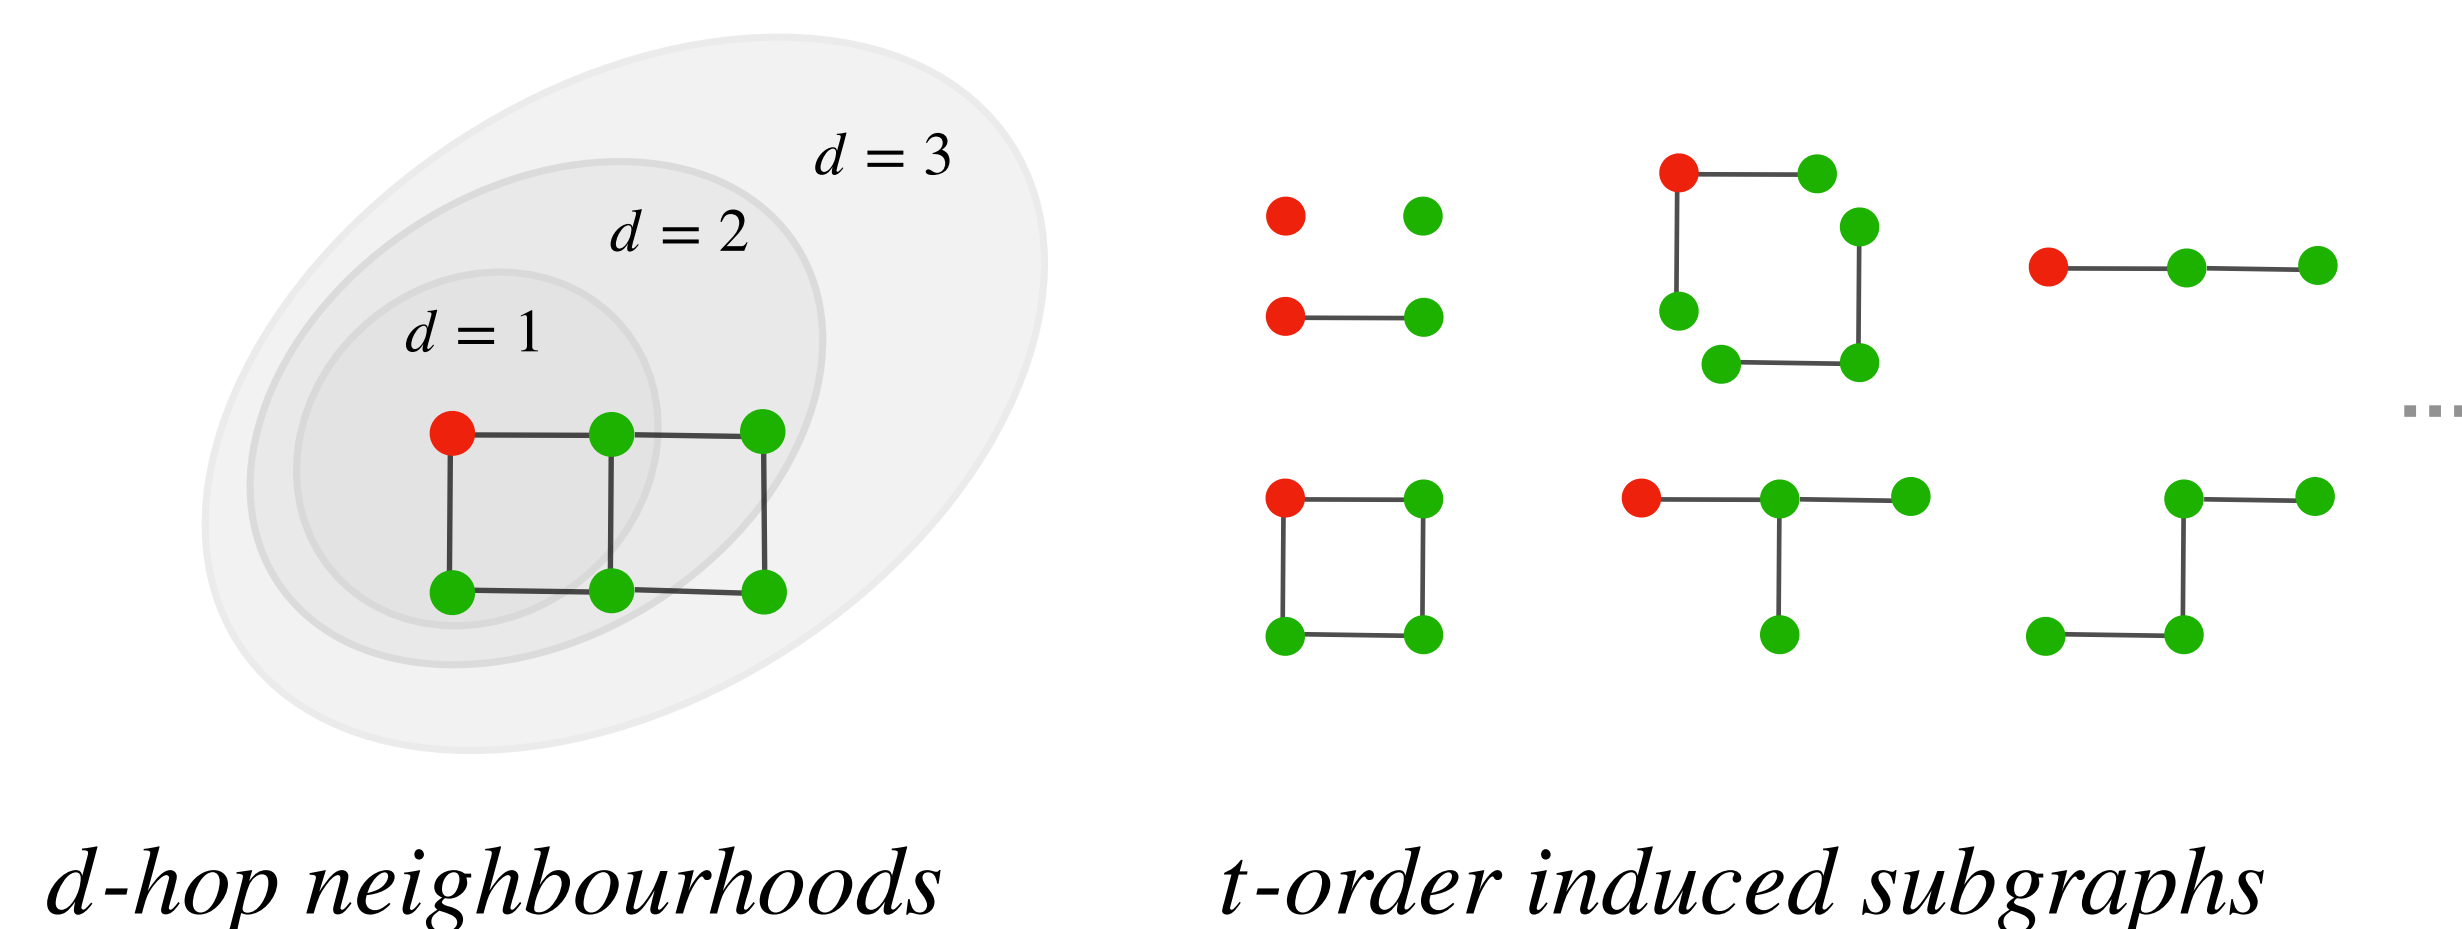 d = 3
d = 2
d = 1
d-hop neighbourhoods
t-order induced subgraphs